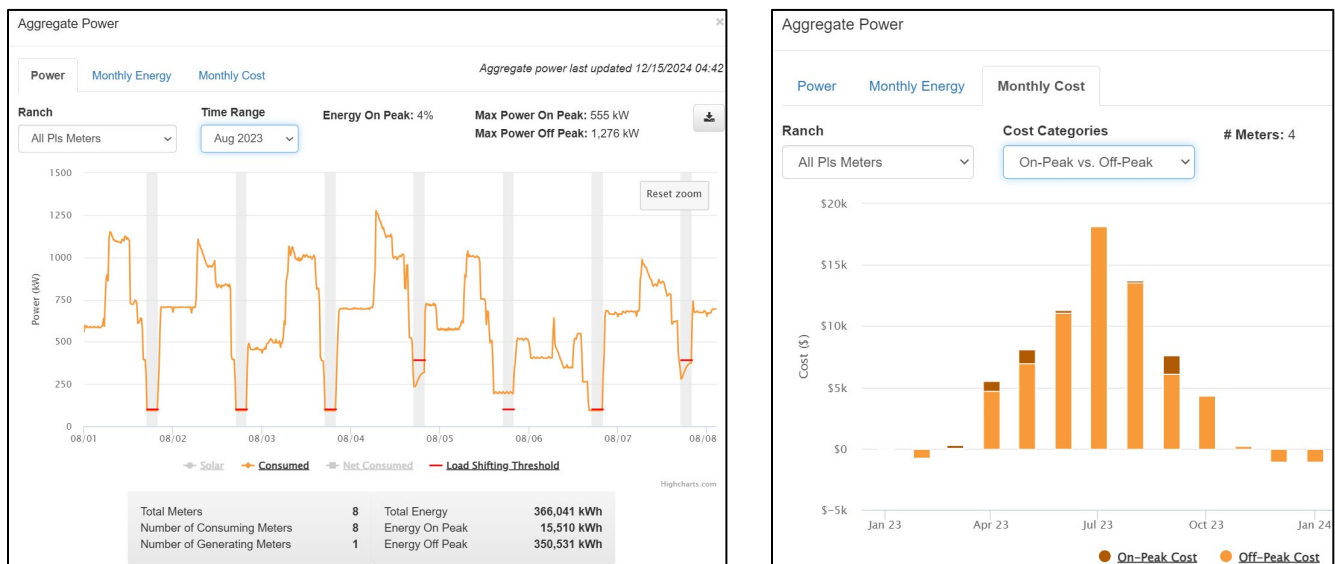 Aggregate Power
×
Power Monthly Energy Monthly Cost
Aggregate power last updated 12/15/2024 04:42
Ranch
All Pls Meters
Time Range
Aug 2023
Energy On Peak: 4%
Max Power On Peak: 555 kW
Max Power Off Peak: 1,276 kW
Reset zoom
1500
1250
1000
750
500
250
0
Power (kW)
08/01 08/02 08/03 08/04 08/05 08/06 08/07 08/08
Solar Consumed Net Consumed Load Shifting Threshold
Highcharts.com
Total Meters 8 Total Energy 366,041 kWh
Number of Consuming Meters 8 Energy On Peak 15,510 kWh
Number of Generating Meters 1 Energy Off Peak 350,531 kWh
Aggregate Power
Power Monthly Energy Monthly Cost
Ranch
All Pls Meters
Cost Categories
On-Peak vs. Off-Peak
# Meters: 4
$20k
$15k
$10k
$5k
$0
$-5k
Cost ($)
Jan 23 Apr 23 Jul 23 Oct 23 Jan 24
On-Peak Cost Off-Peak Cost